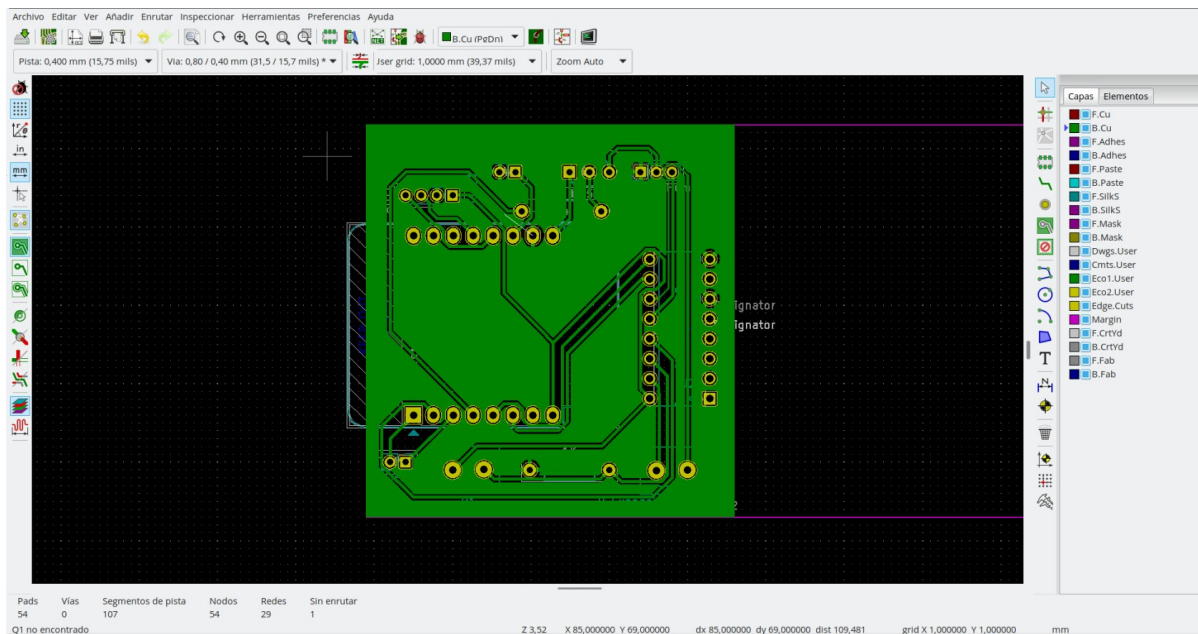 Archivo Editar Ver Añadir Enrutar Inspeccionar Herramientas Preferencias Ayuda
NET B.Cu (PgDn)
Pista: 0,400 mm (15,75 mils) Via: 0,80 / 0,40 mm (31,5 / 15,7 mils) * Jser grid: 1,0000 mm (39,37 mils) Zoom Auto
in
mm
Capas Elementos
F.Cu
B.Cu
F.Adhes
B.Adhes
F.Paste
B.Paste
F.SilkS
B.SilkS
F.Mask
B.Mask
Dwgs.User
Cmts.User
Eco1.User
Eco2.User
Edge.Cuts
Margin
F.CrtYd
B.CrtYd
F.Fab
B.Fab
T
N
ignator
ignator
Pads Vías Segmentos de pista Nodos Redes Sin enrutar
54 0 107 54 29 1
Q1 no encontrado Z 3,52 X 85,000000 Y 69,000000 dx 85,000000 dy 69,000000 dist 109,481 grid X 1,000000 Y 1,000000 mm